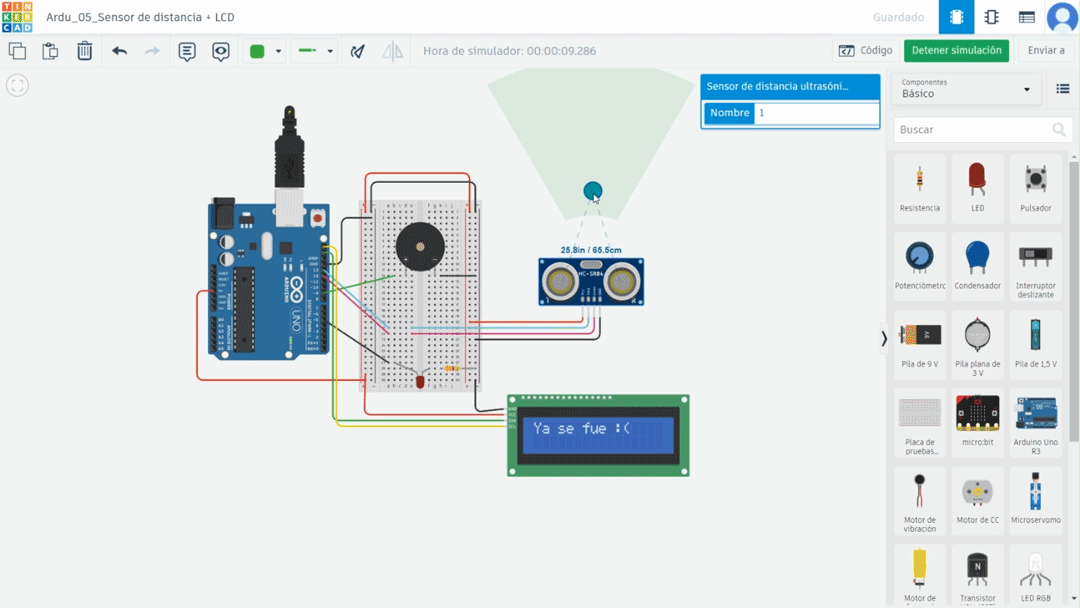 TIN
KER
CAD
Ardu_05_Sensor de distancia + LCD
Guardado
Hora de simulador: 00:00:09.286
Código
Detener simulación
Enviar a
Sensor de distancia ultrasóni...
Nombre
1
Componentes
Básico
Buscar
Resistencia
LED
Pulsador
Potenciómetro
Condensador
Interruptor
deslizante
Pila de 9 V
Pila plana de
3 V
Pila de 1,5 V
Placa de
pruebas...
micro:bit
Arduino Uno
R3
Motor de
vibración
Motor de CC
Microservomo
Motor de
Transistor
LED RGB
25.8in / 65.5cm
HC-SR04
ARDUINO
UNO
Ya se fue :(